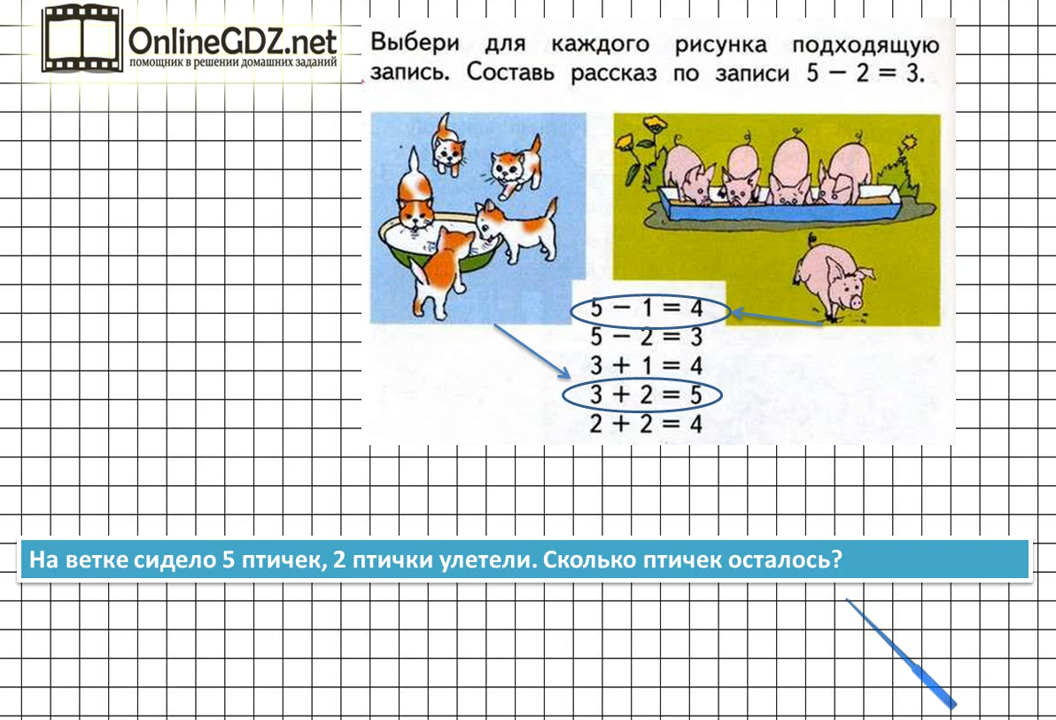 OnlineGDZ.net
помощник в решении домашних заданий
Выбери для каждого рисунка подходящую
запись. Составь рассказ по записи 5 − 2 = 3.
5 − 1 = 4
5 − 2 = 3
3 + 1 = 4
3 + 2 = 5
2 + 2 = 4
На ветке сидело 5 птичек, 2 птички улетели. Сколько птичек осталось?